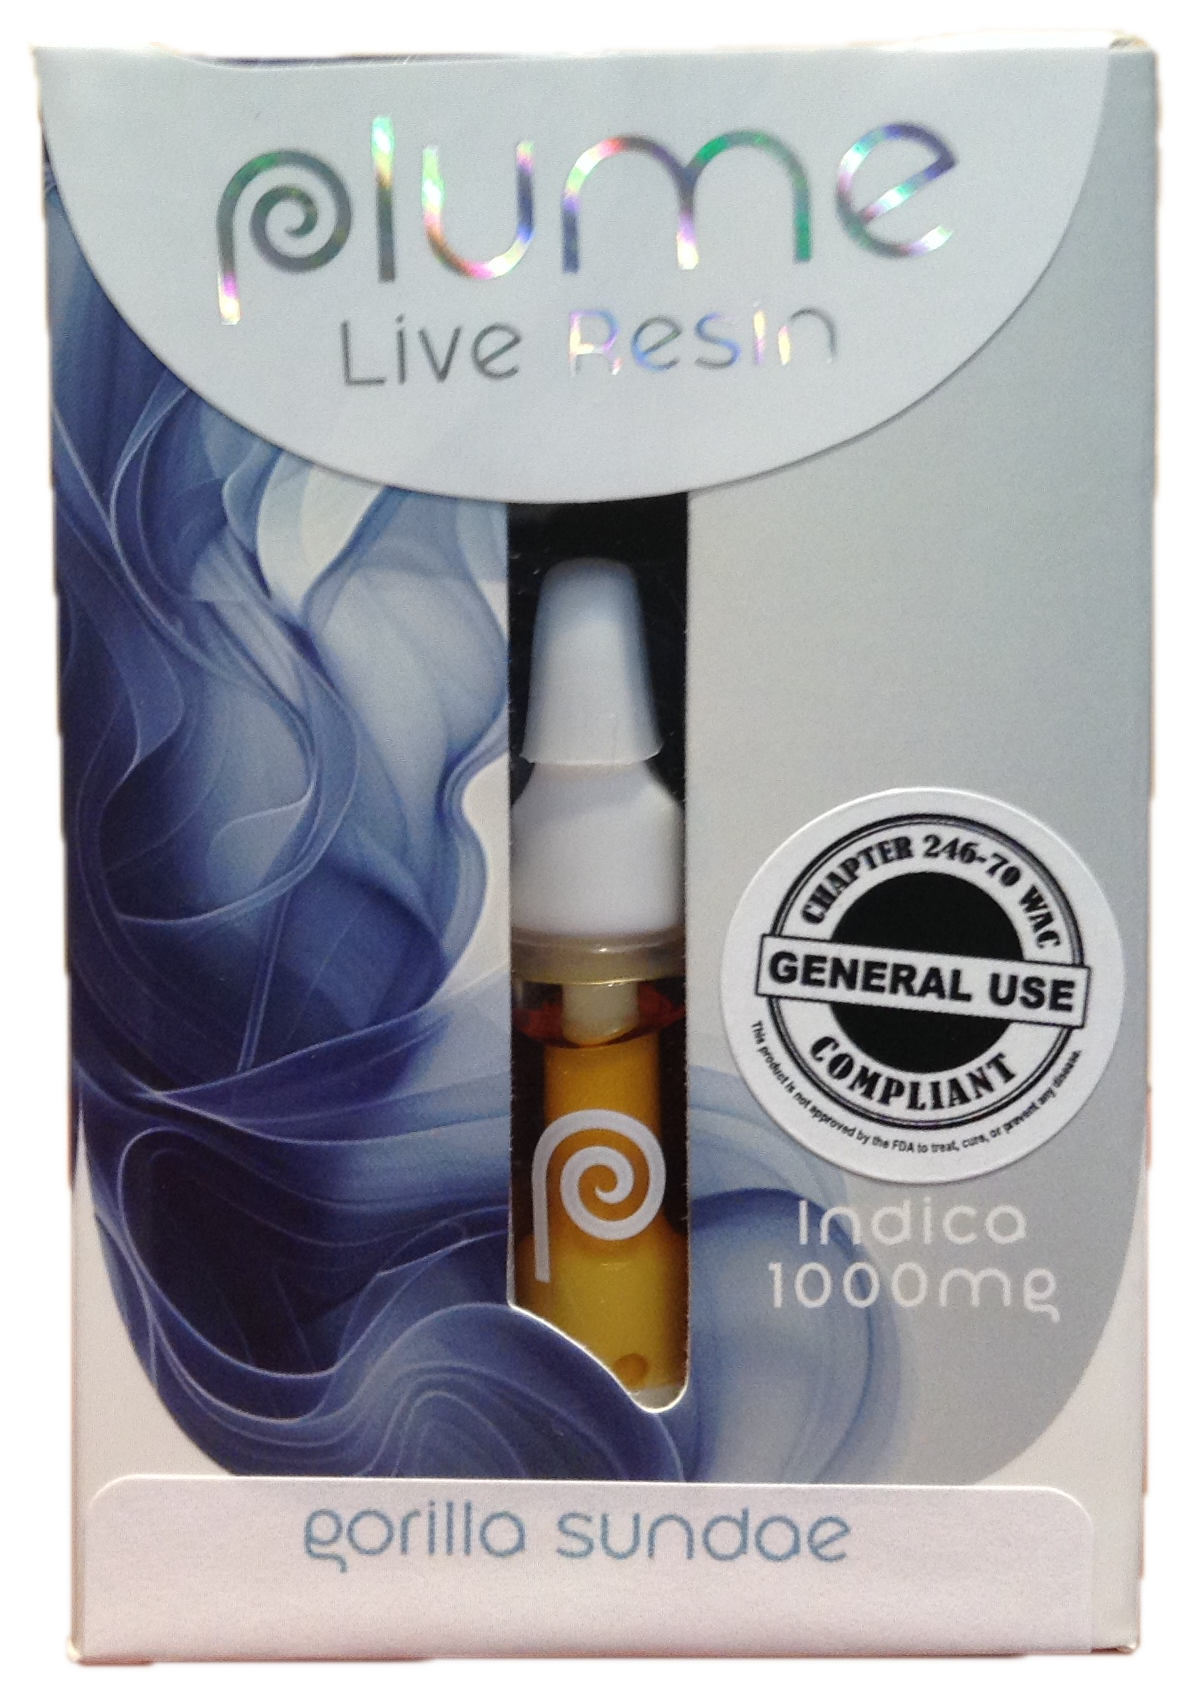 plume
Live Resin
CHAPTER 246-70 WAC
GENERAL USE
COMPLIANT
This product is not approved by the FDA to treat, cure, or prevent any disease.
Indica
1000mg
gorilla sundae